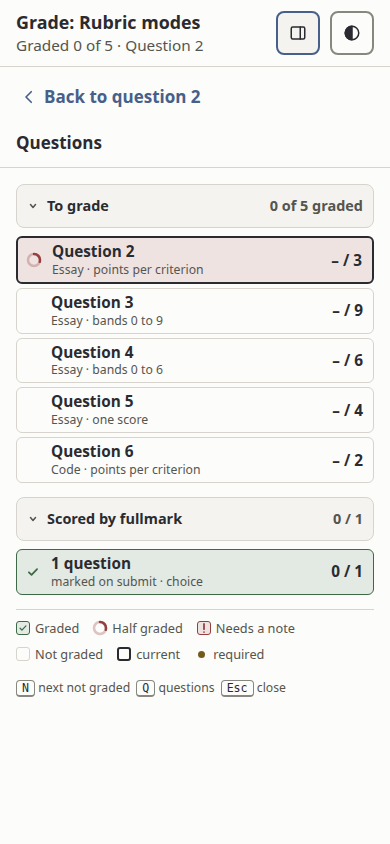 Grade: Rubric modes
Graded 0 of 5 · Question 2
Back to question 2
Questions
To grade 0 of 5 graded
Question 2 – / 3
Essay · points per criterion
Question 3 – / 9
Essay · bands 0 to 9
Question 4 – / 6
Essay · bands 0 to 6
Question 5 – / 4
Essay · one score
Question 6 – / 2
Code · points per criterion
Scored by fullmark 0 / 1
1 question 0 / 1
marked on submit · choice
Graded Half graded ! Needs a note
Not graded current required
N next not graded Q questions Esc close